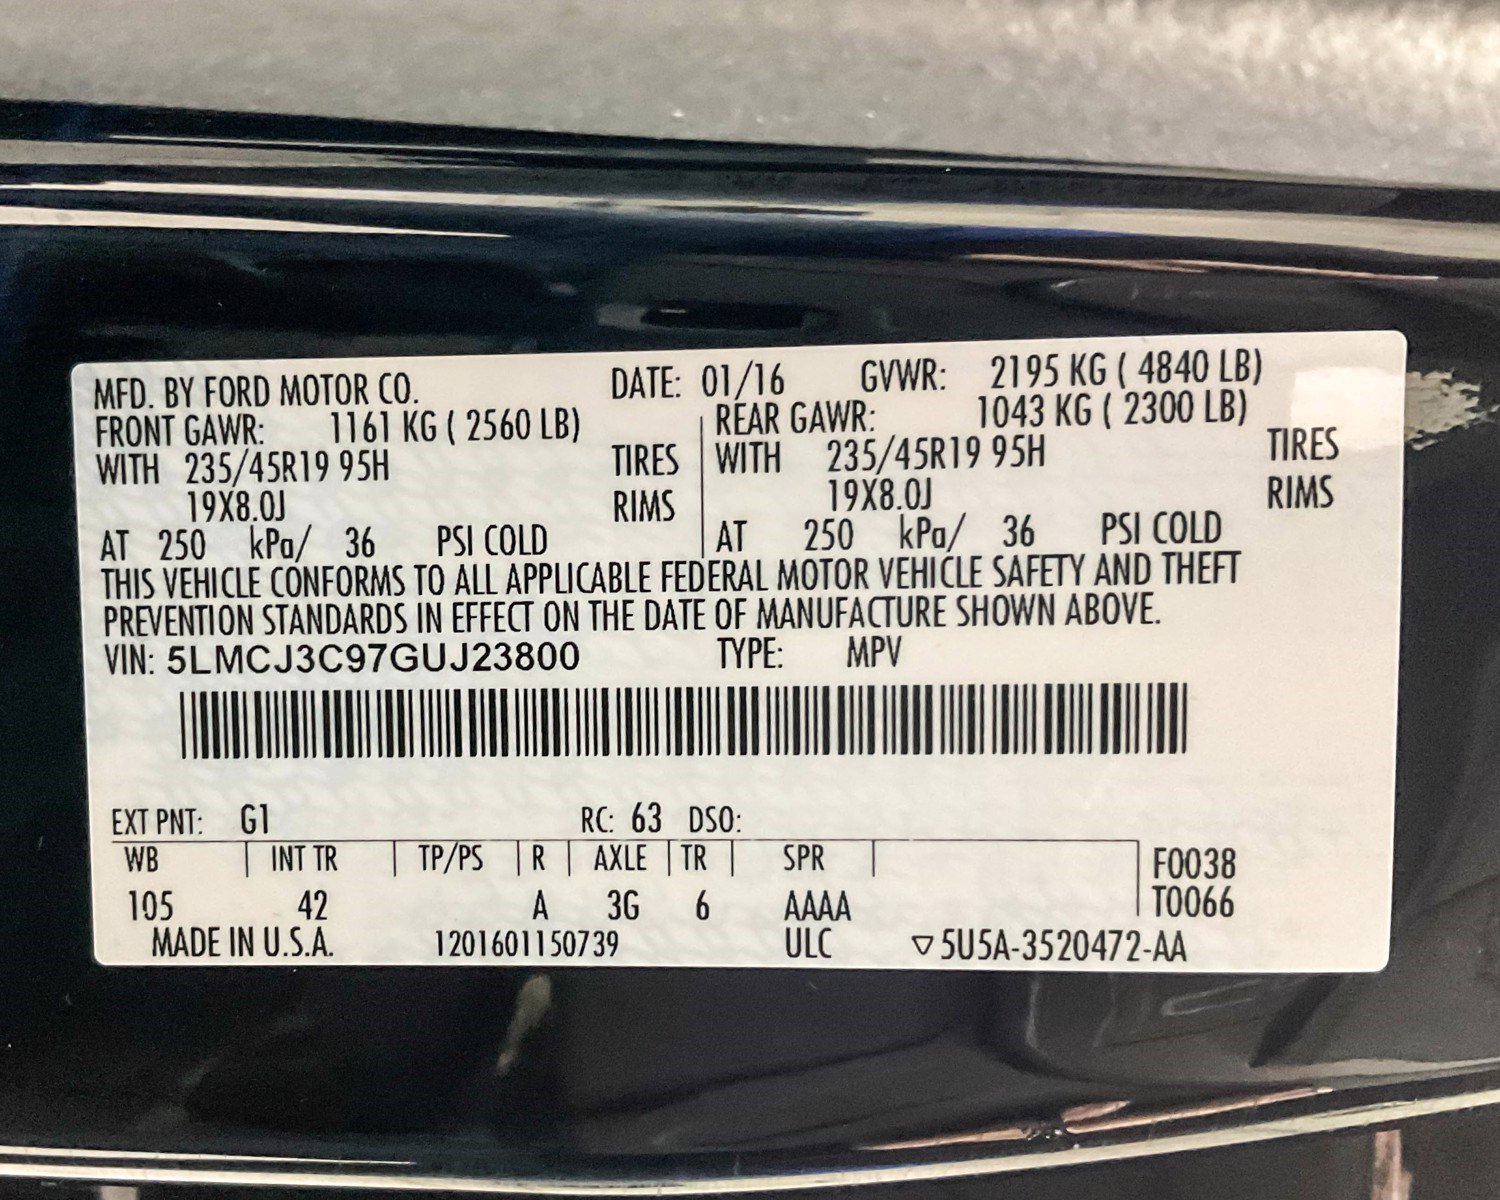 MFD. BY FORD MOTOR CO. DATE: 01/16 GVWR: 2195 KG ( 4840 LB)
FRONT GAWR: 1161 KG ( 2560 LB) REAR GAWR: 1043 KG ( 2300 LB)
WITH 235/45R19 95H TIRES WITH 235/45R19 95H TIRES
19X8.0J RIMS 19X8.0J RIMS
AT 250 kPa/ 36 PSI COLD AT 250 kPa/ 36 PSI COLD
THIS VEHICLE CONFORMS TO ALL APPLICABLE FEDERAL MOTOR VEHICLE SAFETY AND THEFT
PREVENTION STANDARDS IN EFFECT ON THE DATE OF MANUFACTURE SHOWN ABOVE.
VIN: 5LMCJ3C97GUJ23800 TYPE: MPV
EXT PNT: G1 RC: 63 DSO:
WB INT TR TP/PS R AXLE TR SPR F0038
105 42 A 3G 6 AAAA T0066
MADE IN U.S.A. 1201601150739 ULC ▽5U5A-3520472-AA